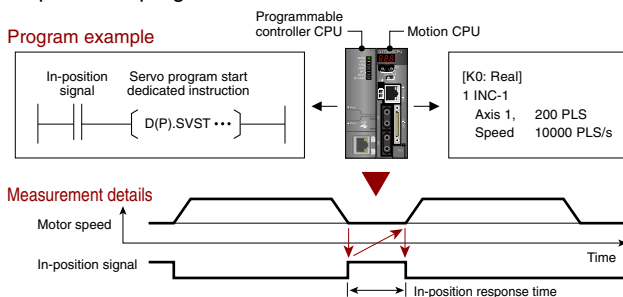 Programmable
controller CPU
Motion CPU
Program example
In-position
signal
Servo program start
dedicated instruction
D(P).SVST •••
[K0: Real]
1 INC-1
Axis 1, 200 PLS
Speed 10000 PLS/s
Measurement details
Motor speed
Time
In-position signal
In-position response time